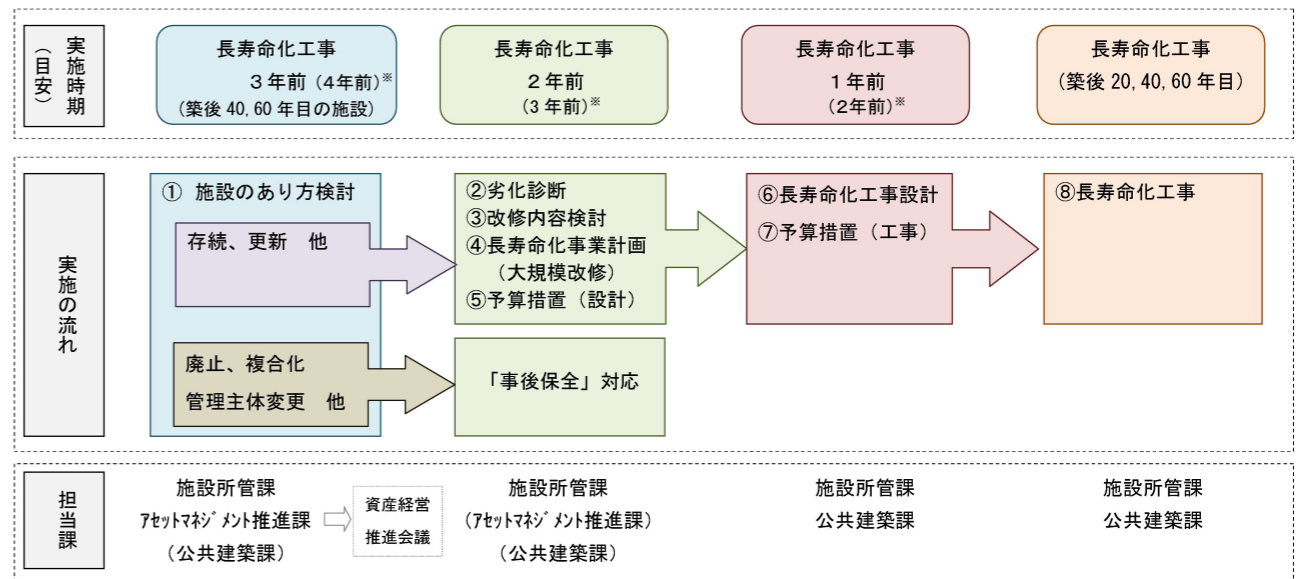 実施時期
（目安）
長寿命化工事
３年前（4年前）※
（築後 40,60 年目の施設）
長寿命化工事
２年前
（３年前）※
長寿命化工事
１年前
（2年前）※
長寿命化工事
（築後 20,40,60 年目）
実施の流れ
① 施設のあり方検討
存続、更新　他
廃止、複合化
管理主体変更　他
②劣化診断
③改修内容検討
④長寿命化事業計画
（大規模改修）
⑤予算措置（設計）
「事後保全」対応
⑥長寿命化工事設計
⑦予算措置（工事）
⑧長寿命化工事
担当課
施設所管課
ｱｾｯﾄﾏﾈｼﾞﾒﾝﾄ推進課
（公共建築課）
資産経営
推進会議
施設所管課
（ｱｾｯﾄﾏﾈｼﾞﾒﾝﾄ推進課）
（公共建築課）
施設所管課
公共建築課
施設所管課
公共建築課